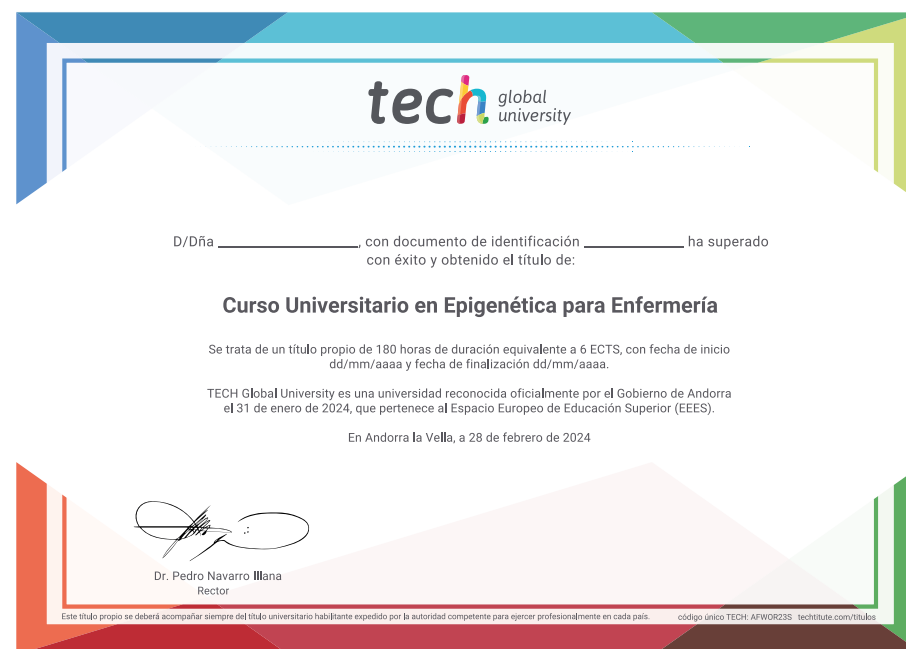 tech global university
D/Dña ______________, con documento de identificación __________ ha superado
con éxito y obtenido el título de:
Curso Universitario en Epigenética para Enfermería
Se trata de un título propio de 180 horas de duración equivalente a 6 ECTS, con fecha de inicio
dd/mm/aaaa y fecha de finalización dd/mm/aaaa.
TECH Global University es una universidad reconocida oficialmente por el Gobierno de Andorra
el 31 de enero de 2024, que pertenece al Espacio Europeo de Educación Superior (EEES).
En Andorra la Vella, a 28 de febrero de 2024
Dr. Pedro Navarro Illana
Rector
Este título propio se deberá acompañar siempre del título universitario habilitante expedido por la autoridad competente para ejercer profesionalmente en cada país.
código único TECH: AFWOR23S techtitute.com/titulos